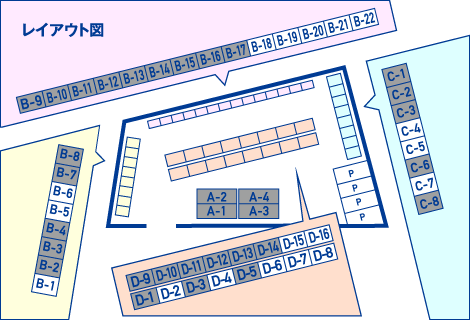 レイアウト図
B-9 B-10 B-11 B-12 B-13 B-14 B-15 B-16 B-17 B-18 B-19 B-20 B-21 B-22
C-1
C-2
C-3
C-4
C-5
C-6
C-7
C-8
B-8
B-7
B-6
B-5
B-4
B-3
B-2
B-1
P
P
P
P
A-2 A-4
A-1 A-3
D-9 D-10 D-11 D-12 D-13 D-14 D-15 D-16
D-1 D-2 D-3 D-4 D-5 D-6 D-7 D-8